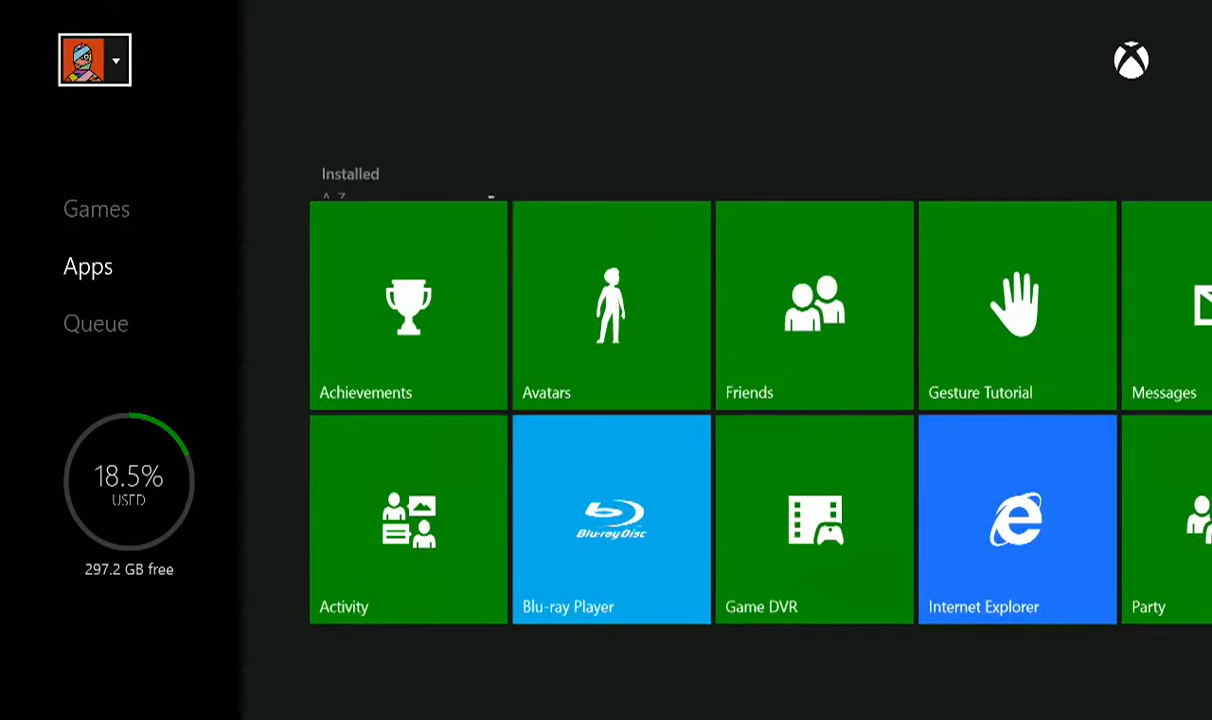 Games
Apps
Queue
18.5%
USED
297.2 GB free
Installed
A-Z
Achievements
Avatars
Friends
Gesture Tutorial
Messages
Activity
Blu-ray Disc
Blu-ray Player
Game DVR
Internet Explorer
Party